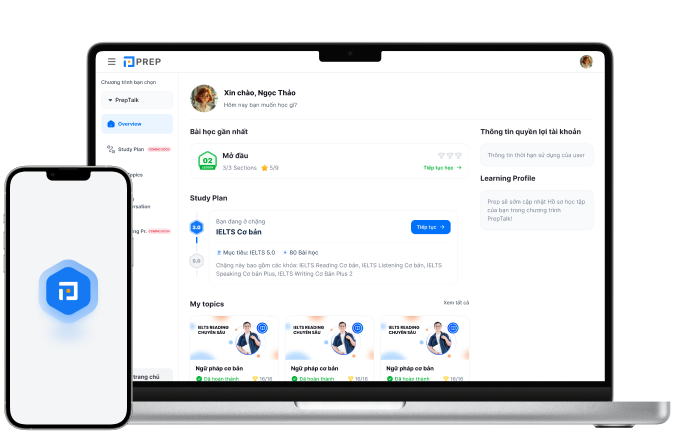 PREP
Chương trình bạn chọn
PrepTalk
Overview
Study Plan
COMING SOON
Topics
COMING SOON
trang chủ
Xin chào, Ngọc Thảo
Hôm nay bạn muốn học gì?
Bài học gần nhất
02
Mở đầu
3/3 Sections
5/9
Tiếp tục học
Study Plan
3.0
Bạn đang ở chặng
IELTS Cơ bản
Tiếp tục
5.0
Mục tiêu: IELTS 5.0
80 Bài học
Chặng này bao gồm các khóa: IELTS Reading Cơ bản, IELTS Listening Cơ bản, IELTS
Speaking Cơ bản Plus, IELTS Writing Cơ Bản Plus 2
My topics
Xem tất cả
IELTS READING
CHUYÊN SÂU
Ngữ pháp cơ bản
Đã hoàn thành
16/16
IELTS READING
CHUYÊN SÂU
Ngữ pháp cơ bản
Đã hoàn thành
16/16
IELTS READING
CHUYÊN SÂU
Ngữ pháp cơ bản
Đã hoàn thành
16/16
Thông tin quyền lợi tài khoản
Thông tin thời hạn sử dụng của user
Learning Profile
Prep sẽ sớm cập nhật Hồ sơ học tập
của bạn trong chương trình
PrepTalk!